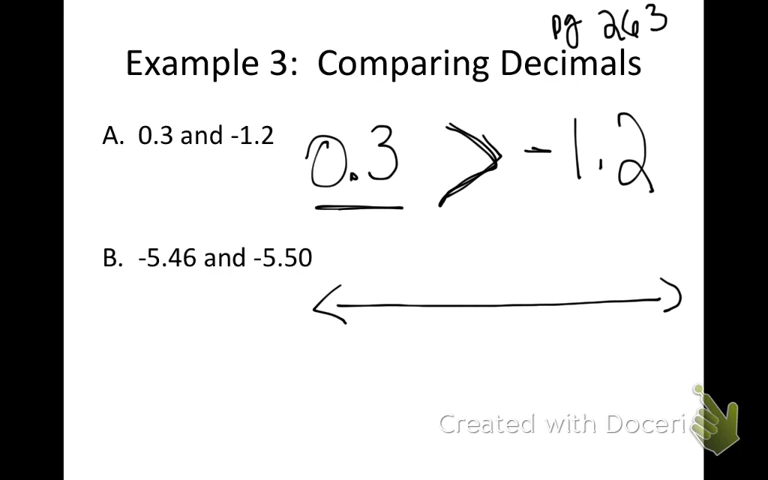 pg 263
Example 3: Comparing Decimals
A. 0.3 and -1.2
0.3 > -1.2
B. -5.46 and -5.50
Created with Doceri